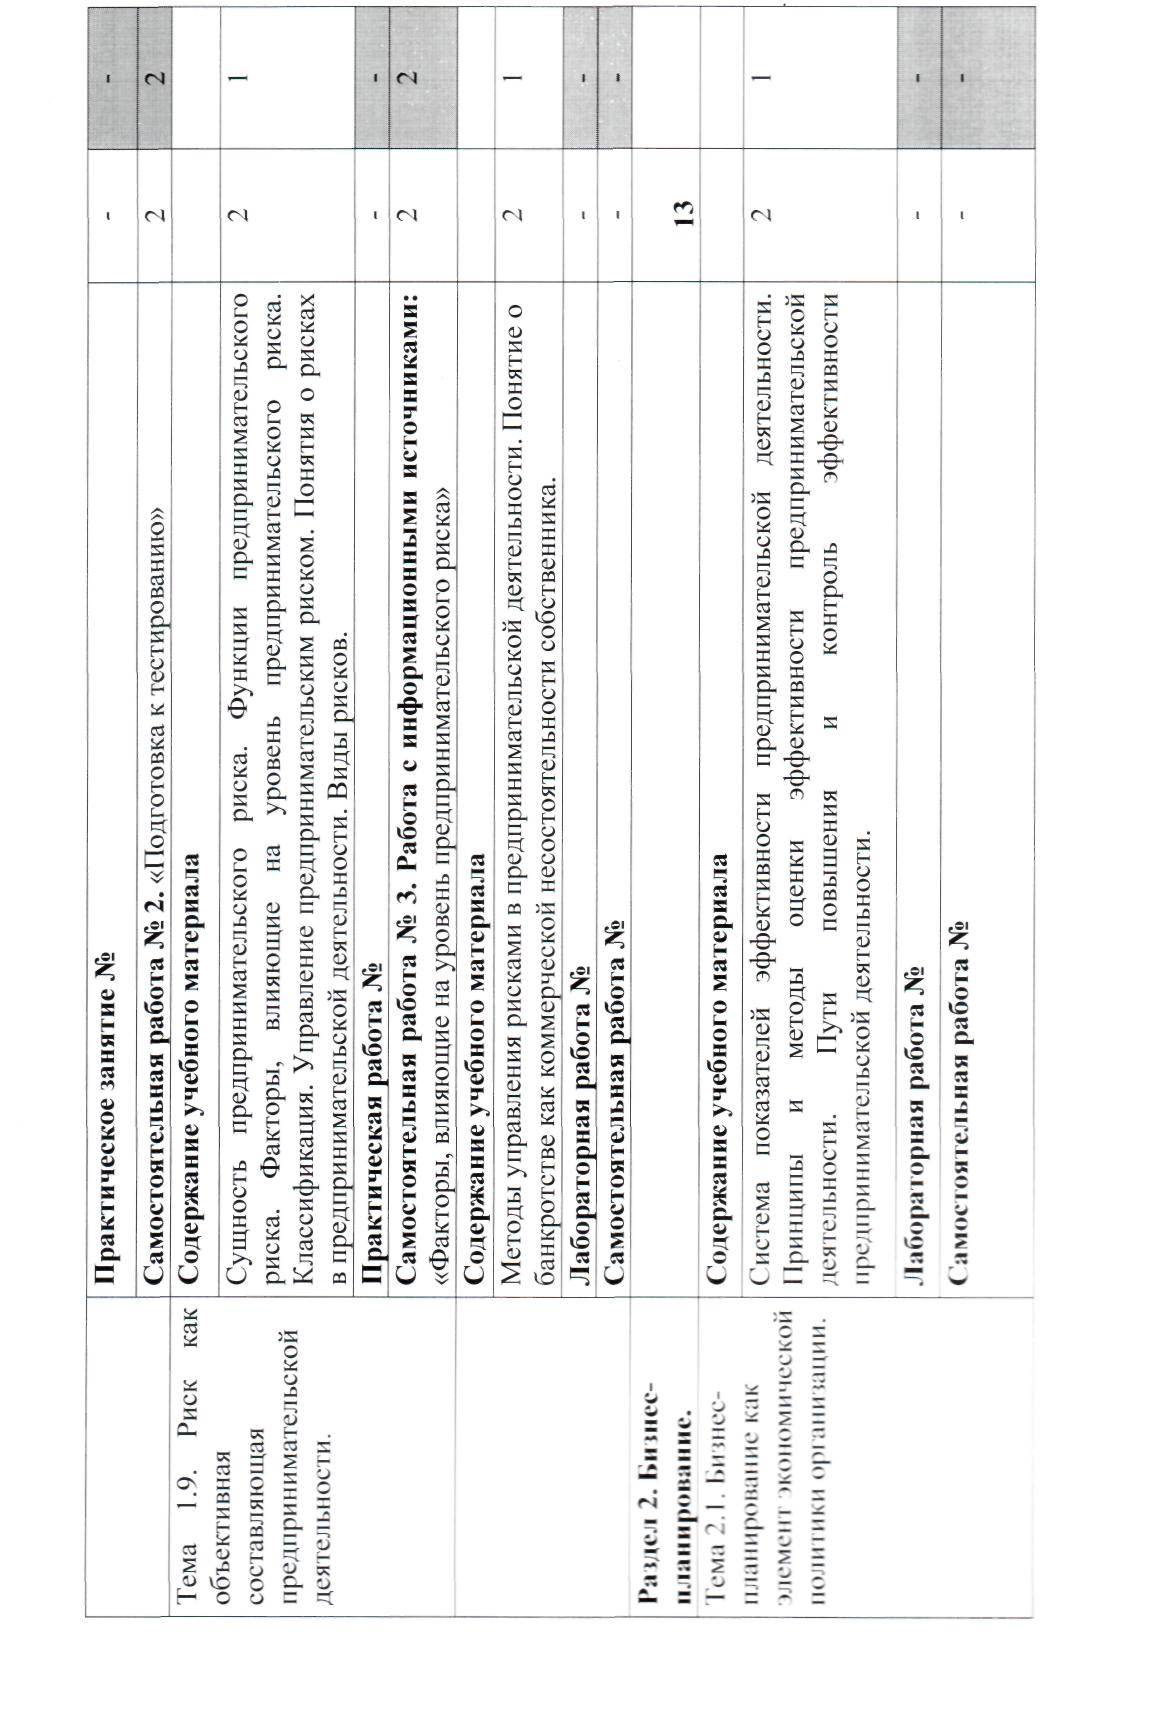 Практическое занятие №
-
-
Самостоятельная работа № 2. «Подготовка к тестированию»
2
2
Тема 1.9. Риск как
объективная
составляющая
предпринимательской
деятельности.
Содержание учебного материала
Сущность предпринимательского риска. Функции предпринимательского
риска. Факторы, влияющие на уровень предпринимательского риска.
Классификация. Управление предпринимательским риском. Понятия о рисках
в предпринимательской деятельности. Виды рисков.
2
1
Практическая работа №
-
-
Самостоятельная работа № 3. Работа с информационными источниками:
«Факторы, влияющие на уровень предпринимательского риска»
2
2
Содержание учебного материала
Методы управления рисками в предпринимательской деятельности. Понятие о
банкротстве как коммерческой несостоятельности собственника.
2
1
Лабораторная работа №
-
-
Самостоятельная работа №
-
-
Раздел 2. Бизнес-
планирование.
13
Тема 2.1. Бизнес-
планирование как
элемент экономической
политики организации.
Содержание учебного материала
Система показателей эффективности предпринимательской деятельности.
Принципы и методы оценки эффективности предпринимательской
деятельности. Пути повышения и контроль эффективности
предпринимательской деятельности.
2
1
Лабораторная работа №
-
-
Самостоятельная работа №
-
-